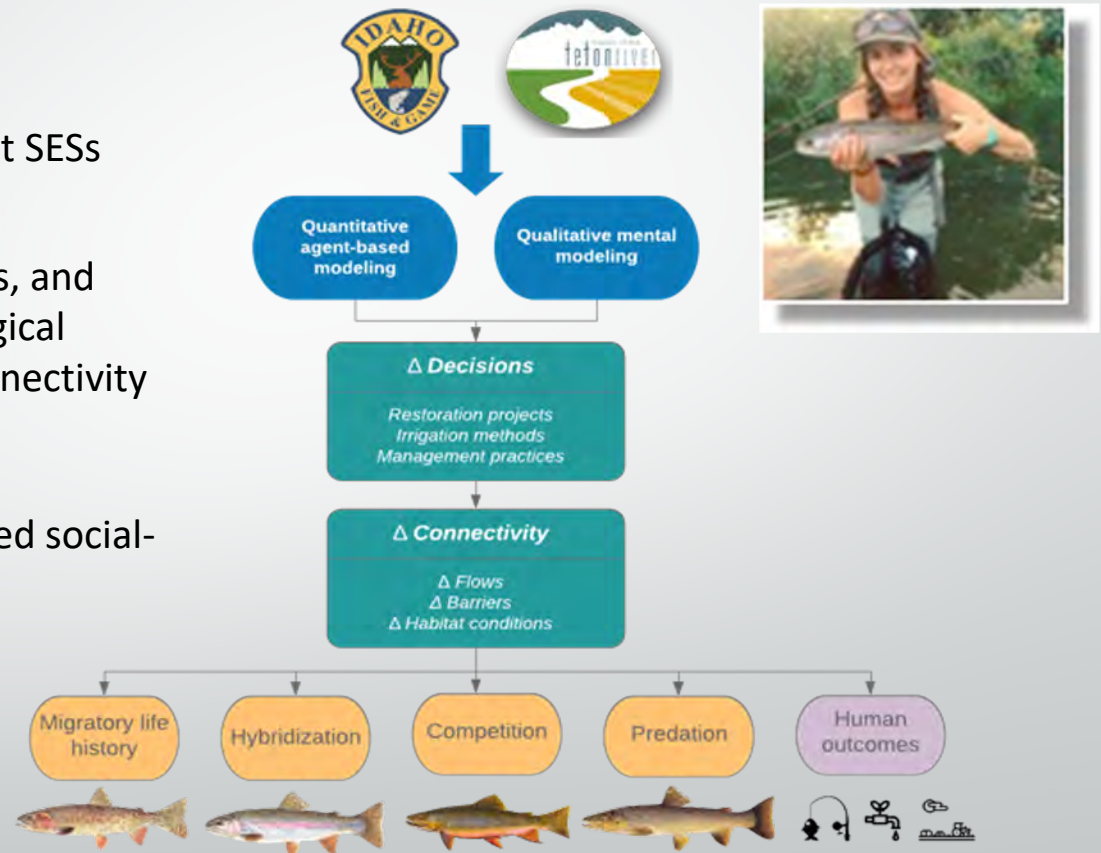 t SESs
s, and
gical
nnectivity
ed social-
IDAHO
FISH & GAME
tetonriver
Quantitative
agent-based
modeling
Qualitative mental
modeling
Δ Decisions
Restoration projects
Irrigation methods
Management practices
Δ Connectivity
Δ Flows
Δ Barriers
Δ Habitat conditions
Migratory life
history
Hybridization
Competition
Predation
Human
outcomes